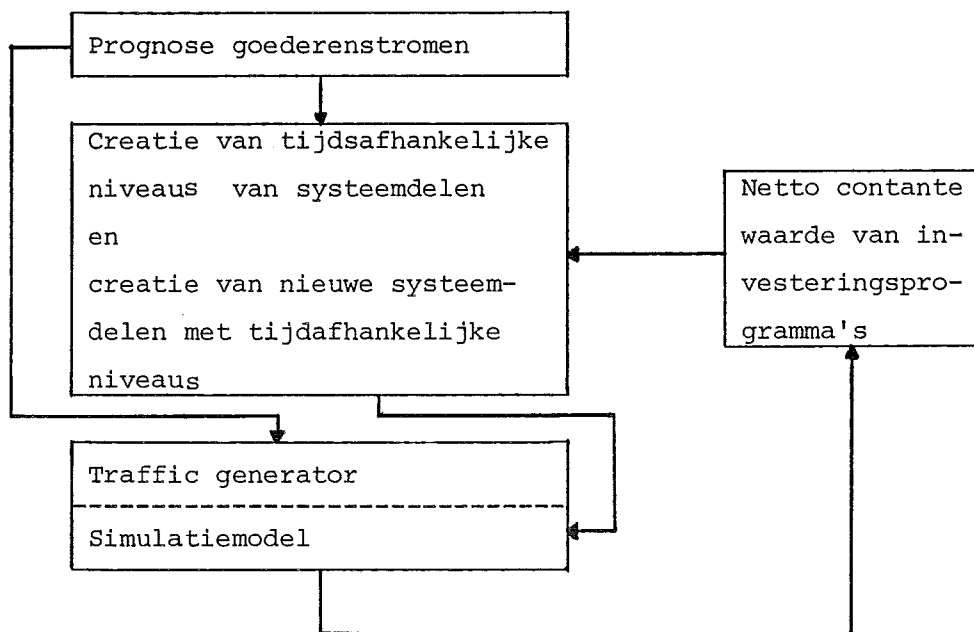 Prognose goederenstromen
Creatie van tijdsafhankelijke
niveaus van systeemdelen
en
creatie van nieuwe systeem-
delen met tijdafhankelijke
niveaus
Netto contante
waarde van in-
vesteringspro-
gramma's
Traffic generator
Simulatiemodel